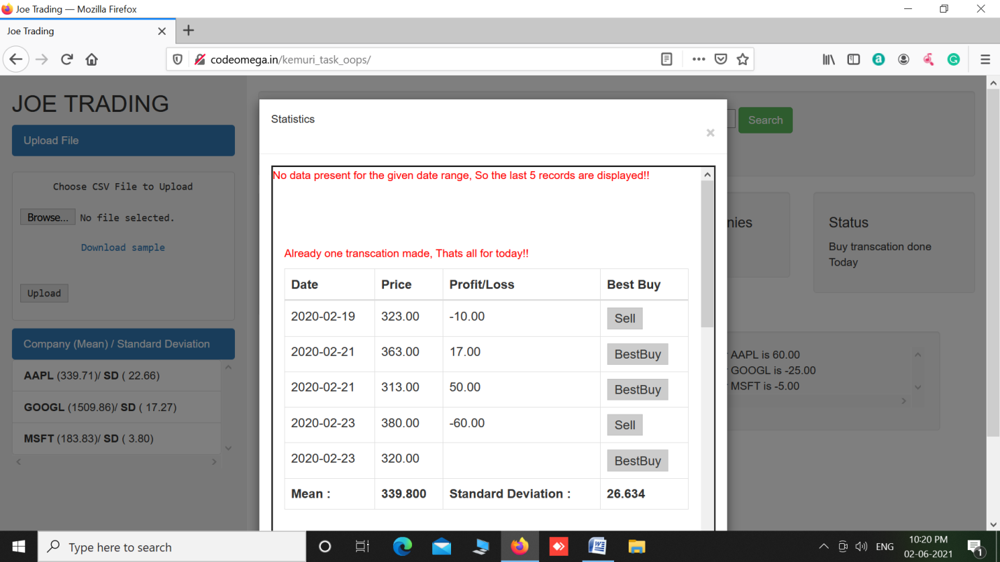 Joe Trading — Mozilla Firefox
Joe Trading
codeomega.in/kemuri_task_oops/
JOE TRADING
Upload File
Choose CSV File to Upload
Browse... No file selected.
Download sample
Upload
Company (Mean) / Standard Deviation
AAPL (339.71)/ SD ( 22.66)
GOOGL (1509.86)/ SD ( 17.27)
MSFT (183.83)/ SD ( 3.80)
Statistics
×
No data present for the given date range, So the last 5 records are displayed!!
Already one transcation made, Thats all for today!!
Date Price Profit/Loss Best Buy
2020-02-19 323.00 -10.00 Sell
2020-02-21 363.00 17.00 BestBuy
2020-02-21 313.00 50.00 BestBuy
2020-02-23 380.00 -60.00 Sell
2020-02-23 320.00 BestBuy
Mean : 339.800 Standard Deviation : 26.634
Search
nies
Status
Buy transcation done
Today
AAPL is 60.00
GOOGL is -25.00
MSFT is -5.00
Type here to search
ENG
10:20 PM
02-06-2021
1